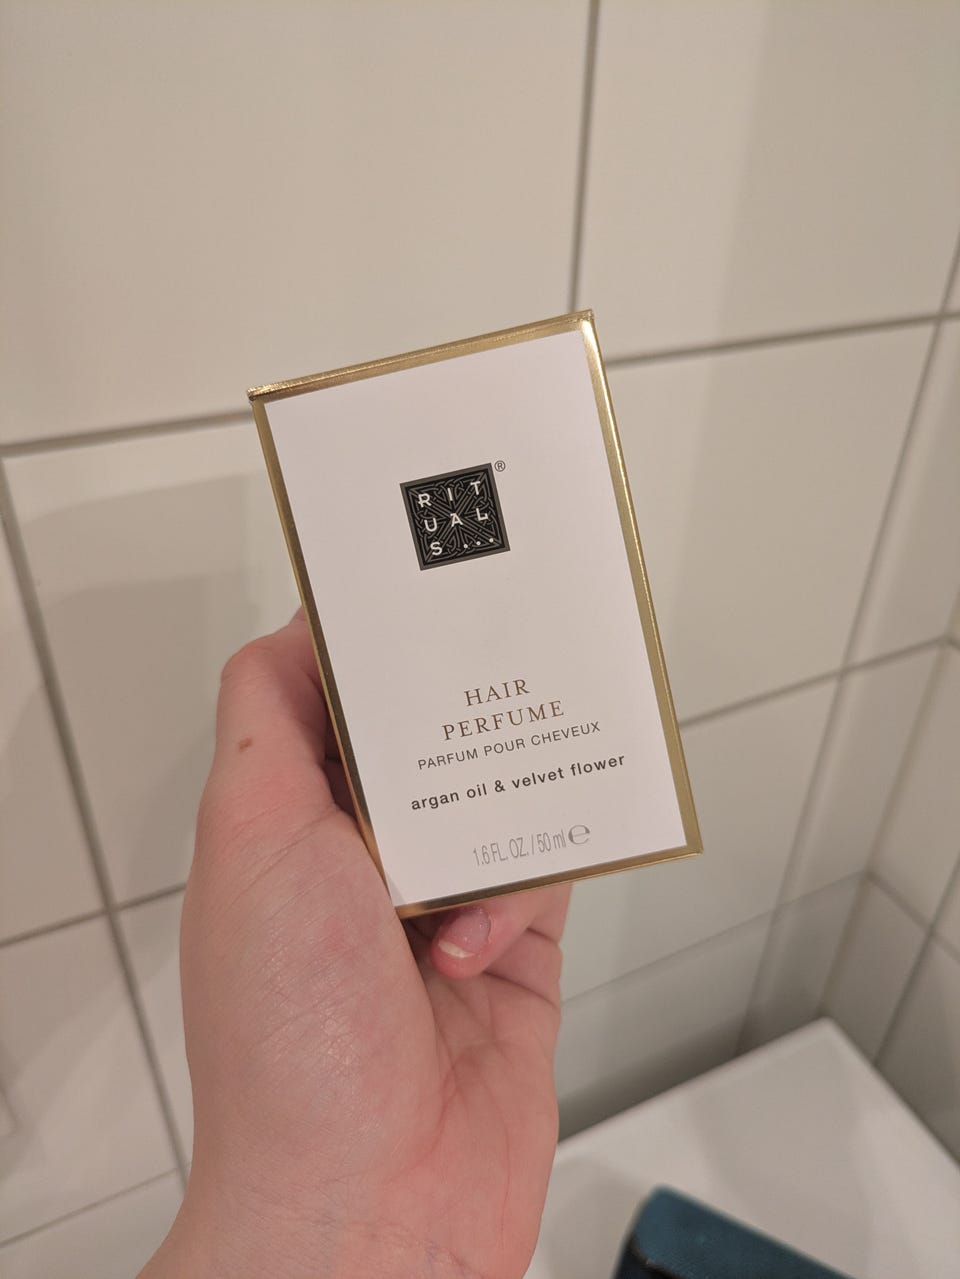 RIT
UAL
S...
®
HAIR
PERFUME
PARFUM POUR CHEVEUX
argan oil & velvet flower
1.6 FL. OZ. / 50 ml ℮